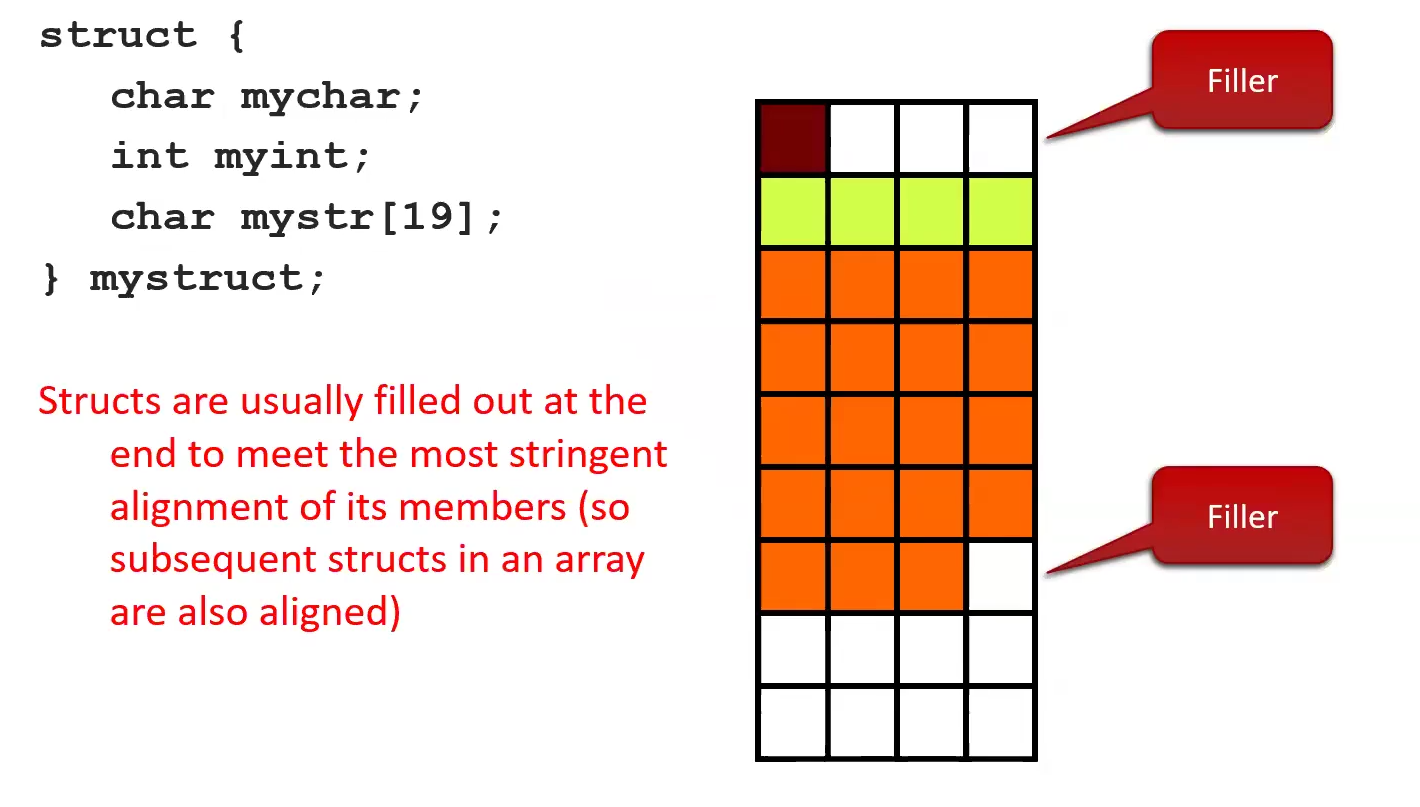 struct {
char mychar;
int myint;
char mystr[19];
} mystruct;
Structs are usually filled out at the
end to meet the most stringent
alignment of its members (so
subsequent structs in an array
are also aligned)
Filler
Filler